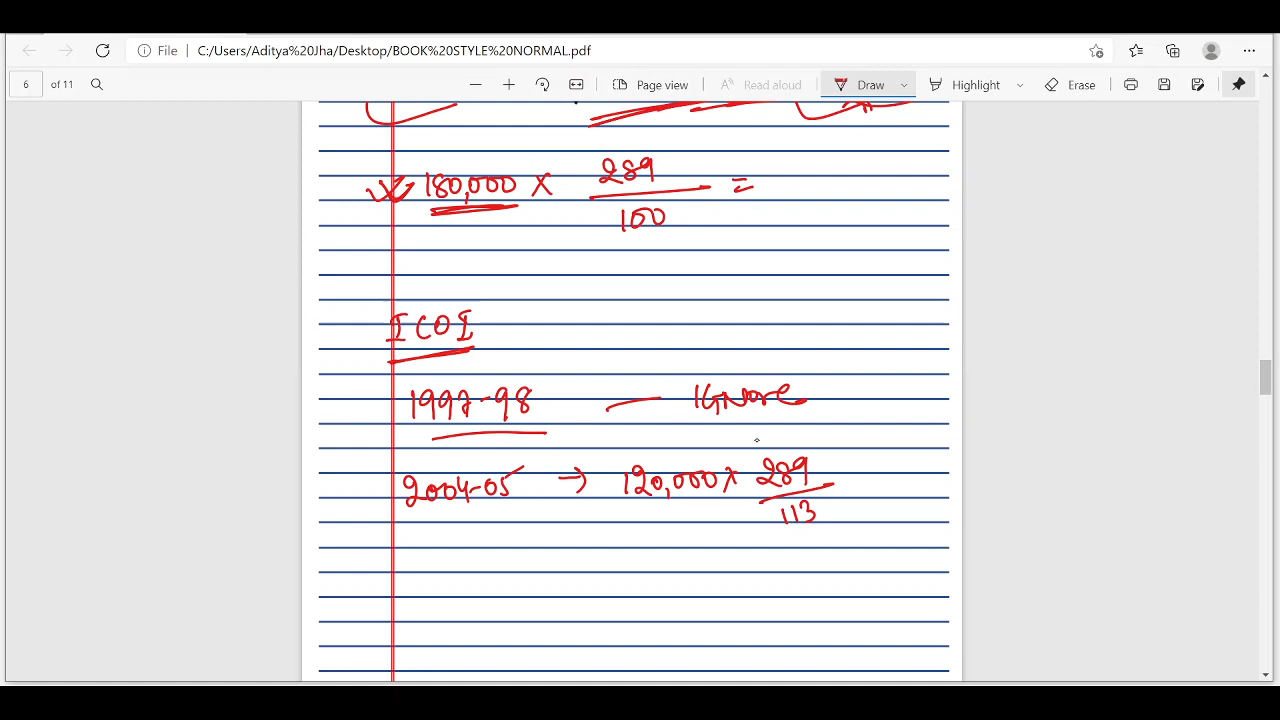 File C:/Users/Aditya%20Jha/Desktop/BOOK%20STYLE%20NORMAL.pdf
6 of 11 Page view Read aloud Draw Highlight Erase
180,000 X 289 =
100
ICOI
1997-98 — IGNore
2004-05 → 120,000 X 289
113